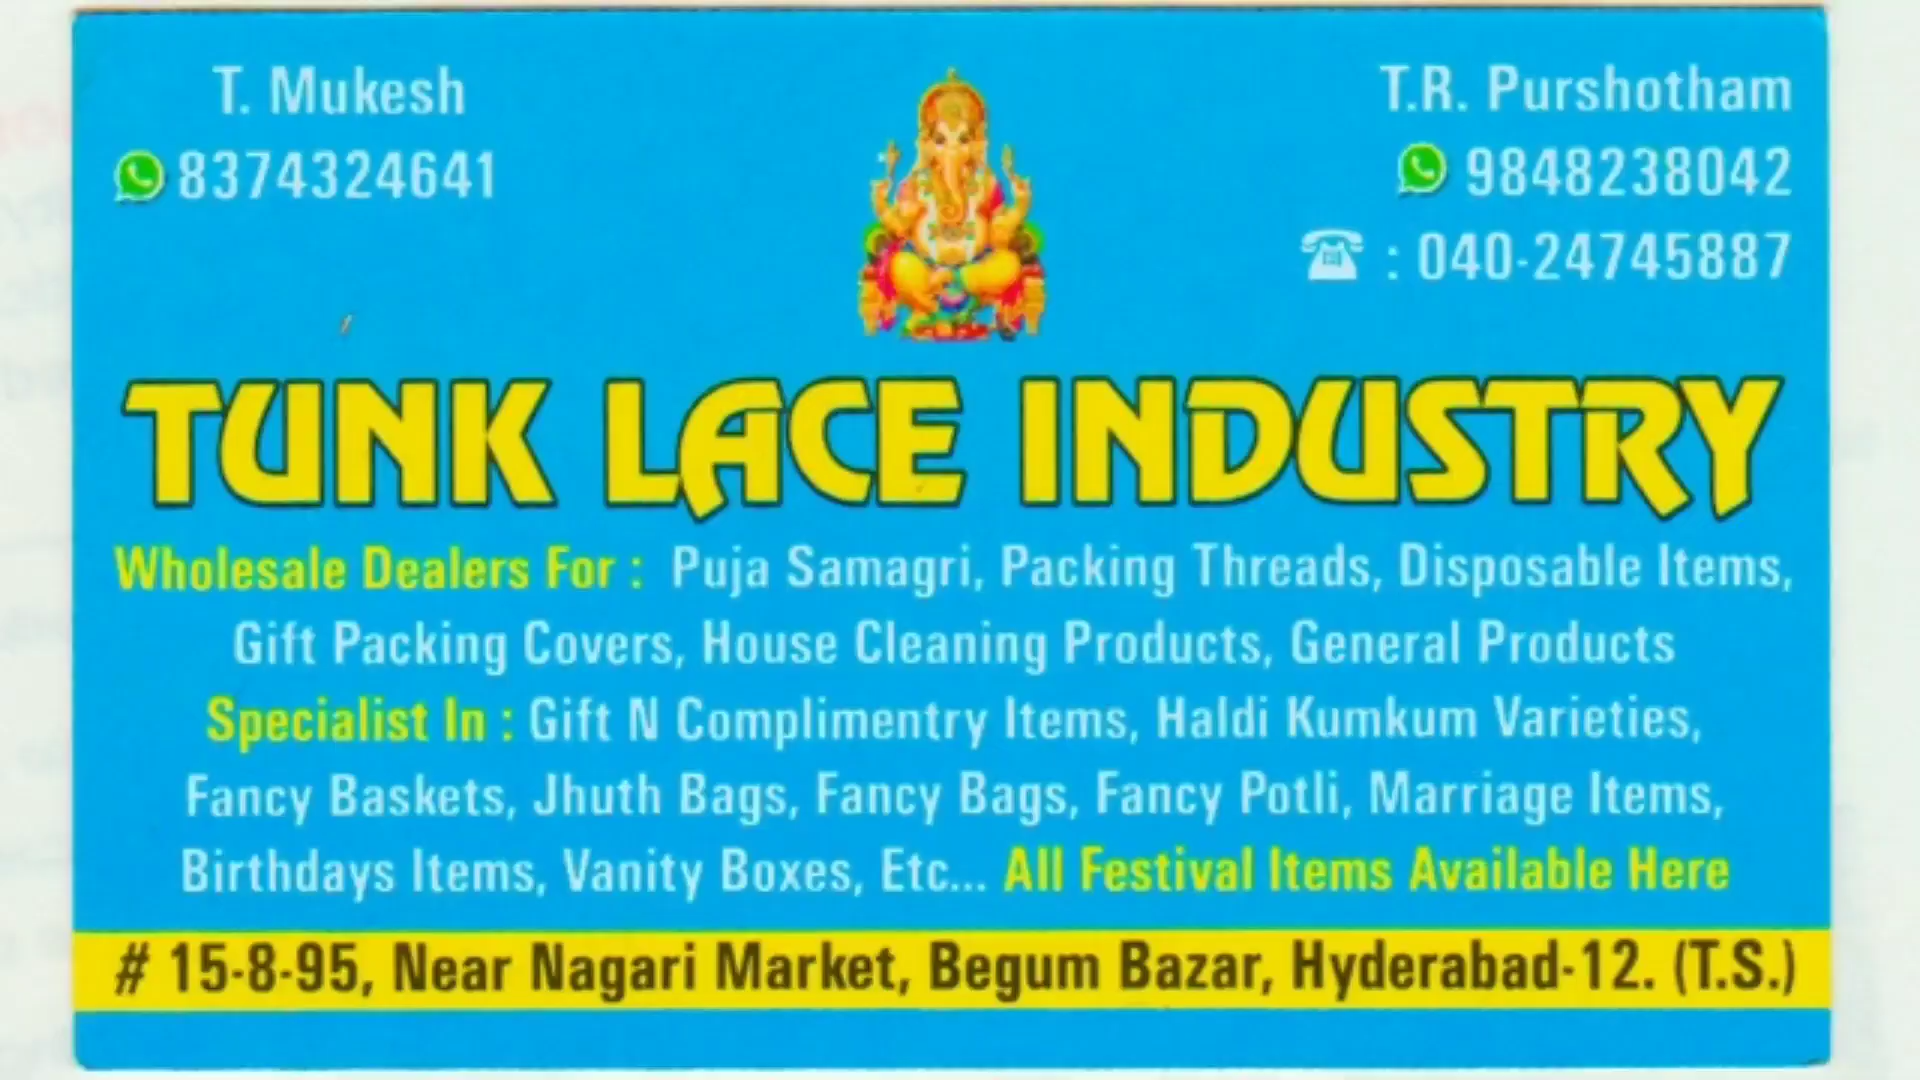 T. Mukesh
8374324641
T.R. Purshotham
9848238042
: 040-24745887
TUNK LACE INDUSTRY
Wholesale Dealers For : Puja Samagri, Packing Threads, Disposable Items,
Gift Packing Covers, House Cleaning Products, General Products
Specialist In : Gift N Complimentry Items, Haldi Kumkum Varieties,
Fancy Baskets, Jhuth Bags, Fancy Bags, Fancy Potli, Marriage Items,
Birthdays Items, Vanity Boxes, Etc... All Festival Items Available Here
# 15-8-95, Near Nagari Market, Begum Bazar, Hyderabad-12. (T.S.)